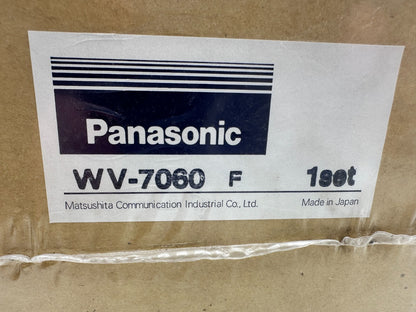 Panasonic
WV-7060 F 1set
Matsushita Communication Industrial Co., Ltd. Made in Japan